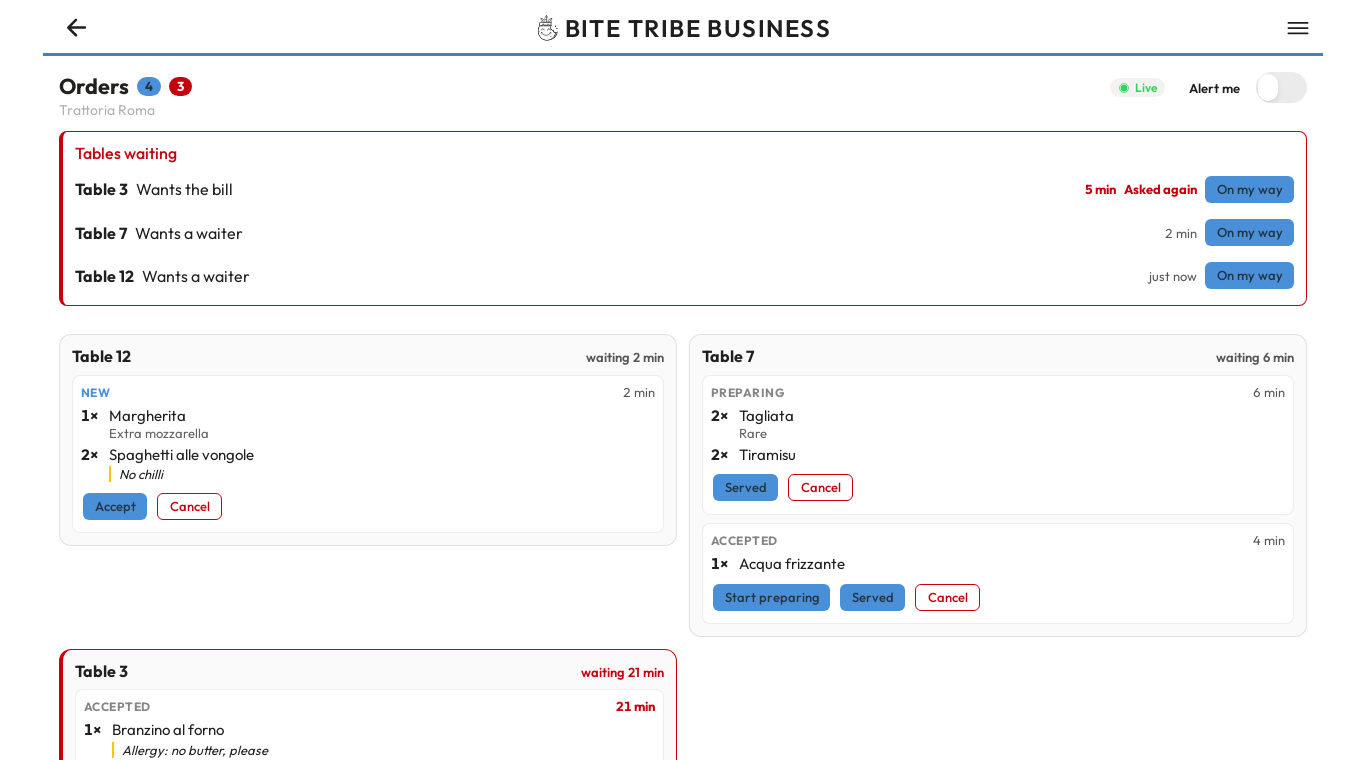 BITE TRIBE BUSINESS
Orders 4 3
Trattoria Roma
Live
Alert me
Tables waiting
Table 3 Wants the bill 5 min Asked again On my way
Table 7 Wants a waiter 2 min On my way
Table 12 Wants a waiter just now On my way
Table 12 waiting 2 min
NEW 2 min
1× Margherita
Extra mozzarella
2× Spaghetti alle vongole
No chilli
Accept Cancel
Table 7 waiting 6 min
PREPARING 6 min
2× Tagliata
Rare
2× Tiramisu
Served Cancel
ACCEPTED 4 min
1× Acqua frizzante
Start preparing Served Cancel
Table 3 waiting 21 min
ACCEPTED 21 min
1× Branzino al forno
Allergy: no butter, please